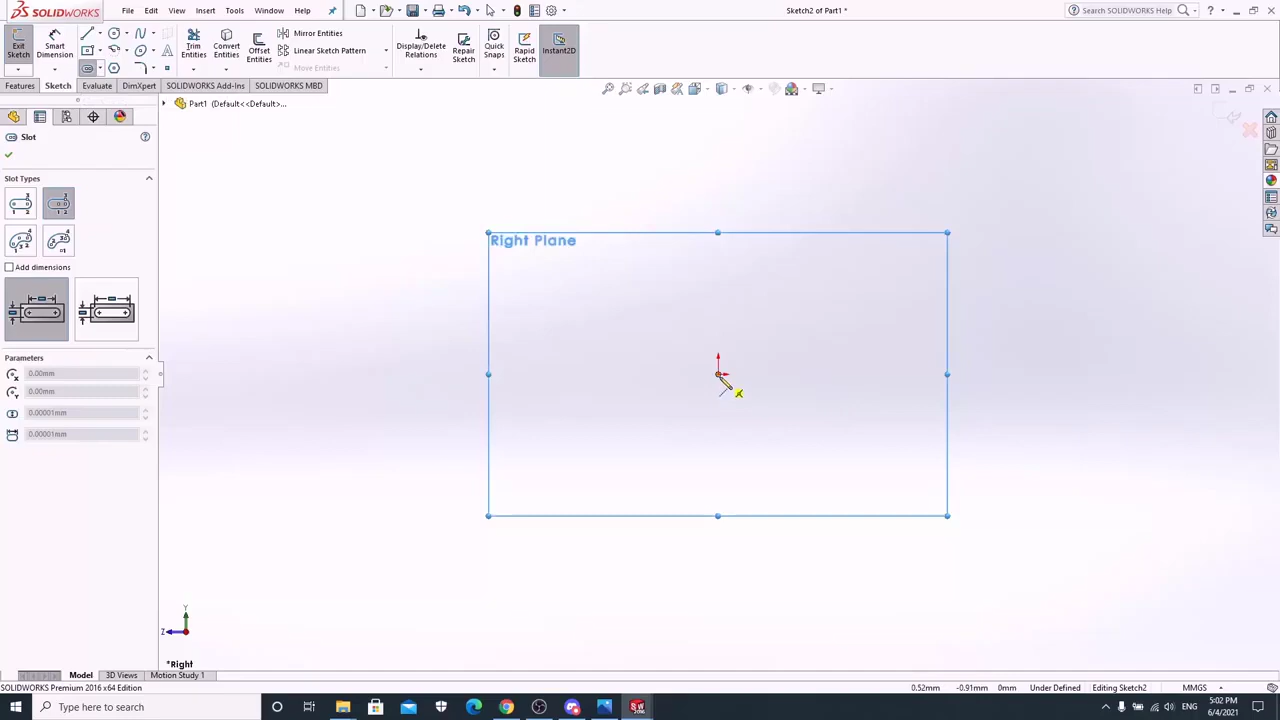 SOLIDWORKS
File Edit View Insert Tools Window Help
Sketch2 of Part1 *
Search SOLIDWORKS Help
Exit Sketch
Smart Dimension
Trim Entities
Convert Entities
Offset Entities
Mirror Entities
Linear Sketch Pattern
Move Entities
Display/Delete Relations
Repair Sketch
Quick Snaps
Rapid Sketch
Instant2D
Features Sketch Evaluate DimXpert SOLIDWORKS Add-Ins SOLIDWORKS MBD
Part1 (Default<<Default>...
Slot
Slot Types
Add dimensions
Parameters
0.00mm
0.00mm
0.00001mm
0.00001mm
Right Plane
Y
Z
*Right
Model 3D Views Motion Study 1
SOLIDWORKS Premium 2016 x64 Edition
0.52mm -0.91mm 0mm Under Defined Editing Sketch2 MMGS
Type here to search
5:02 PM
6/4/2021